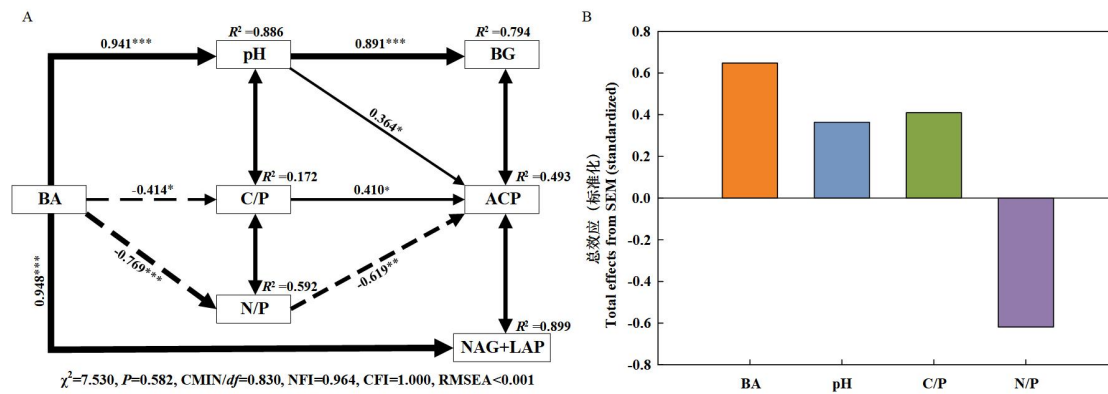 A
R² =0.886
R² =0.794
0.941***
pH
0.891***
BG
0.364*
R² =0.172
R² =0.493
BA
-0.414*
C/P
0.410*
ACP
-0.769***
-0.619**
0.948***
R² =0.592
N/P
R² =0.899
NAG+LAP
χ²=7.530, P=0.582, CMIN/df=0.830, NFI=0.964, CFI=1.000, RMSEA<0.001
B
总效应（标准化）
Total effects from SEM (standardized)
0.8
0.6
0.4
0.2
0.0
-0.2
-0.4
-0.6
-0.8
BA pH C/P N/P